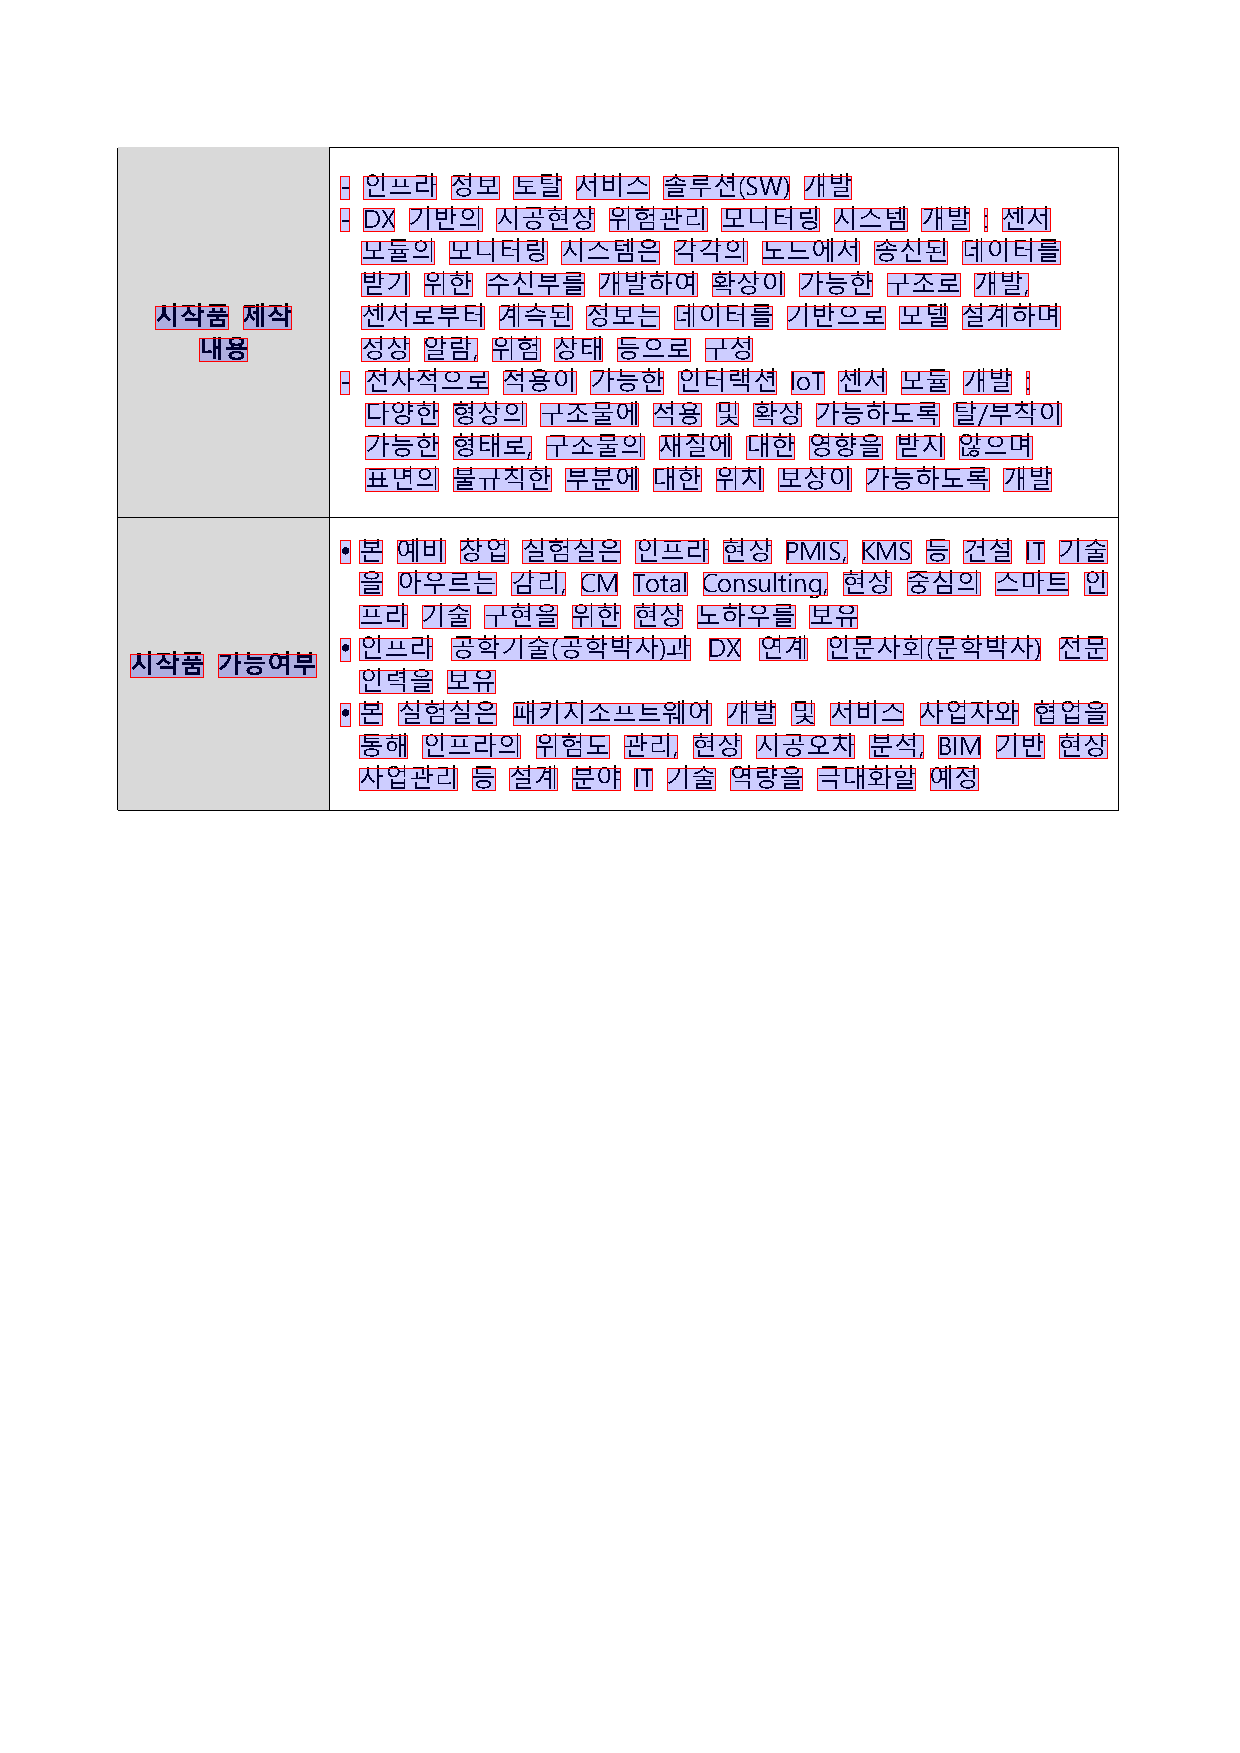 시작품 제작
내용
- 인프라 정보 토탈 서비스 솔루션(SW) 개발
- DX 기반의 시공현상 위험관리 모니터링 시스템 개발 : 센서
모듈의 모니터링 시스템은 각각의 노드에서 송신된 데이터를
받기 위한 수신부를 개발하여 확상이 가능한 구조로 개발,
센서로부터 계측된 정보는 데이터를 기반으로 모델 설계하며
성상 알람, 위험 상태 등으로 구성
- 전사적으로 적용이 가능한 인터랙션 IoT 센서 모듈 개발 :
다양한 형상의 구조물에 적용 및 확상 가능하도록 탈/부착이
가능한 형태로, 구조물의 재질에 대한 영향을 받지 않으며
표면의 불규칙한 부분에 대한 위치 보상이 가능하도록 개발
시작품 가능여부
• 본 예비 창업 실험실은 인프라 현상 PMIS, KMS 등 건설 IT 기술
을 아우르는 감리, CM Total Consulting, 현상 중심의 스마트 인
프라 기술 구현을 위한 현상 노하우를 보유
• 인프라 공학기술(공학박사)과 DX 연계 인문사회(문학박사) 전문
인력을 보유
• 본 실험실은 패키지소프트웨어 개발 및 서비스 사업자와 협업을
통해 인프라의 위험도 관리, 현상 시공오차 분석, BIM 기반 현상
사업관리 등 설계 분야 IT 기술 역량을 극대화할 예정